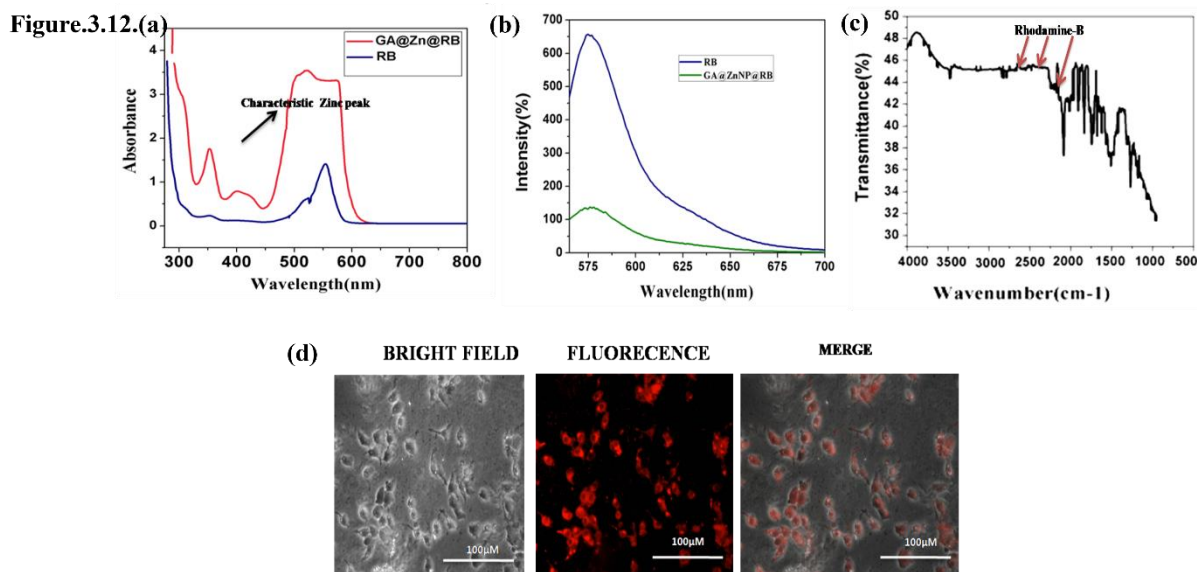 Figure.3.12.(a)
4
3
2
1
0
Absorbance
GA@Zn@RB
RB
Characteristic Zinc peak
300 400 500 600 700 800
Wavelength(nm)
(b)
700
600
500
400
300
200
100
0
Intensity(%)
RB
GA@ZnNP@RB
575 600 625 650 675 700
Wavelength(nm)
(c)
50
48
46
44
42
40
38
36
34
32
30
Transmittance(%)
Rhodamine-B
4000 3500 3000 2500 2000 1500 1000 500
Wavenumber(cm-1)
(d)
BRIGHT FIELD
FLUORECENCE
MERGE
100µM
100µM
100µM